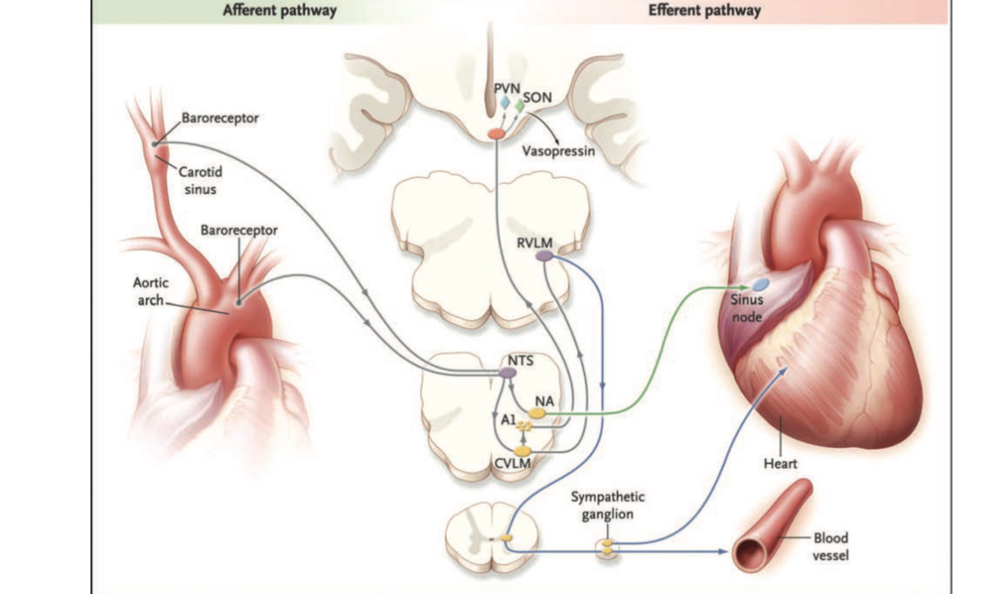 Afferent pathway
Efferent pathway
PVN
SON
Baroreceptor
Vasopressin
Carotid
sinus
Baroreceptor
RVLM
Aortic
arch
Sinus
node
NTS
NA
A1
CVLM
Heart
Sympathetic
ganglion
Blood
vessel